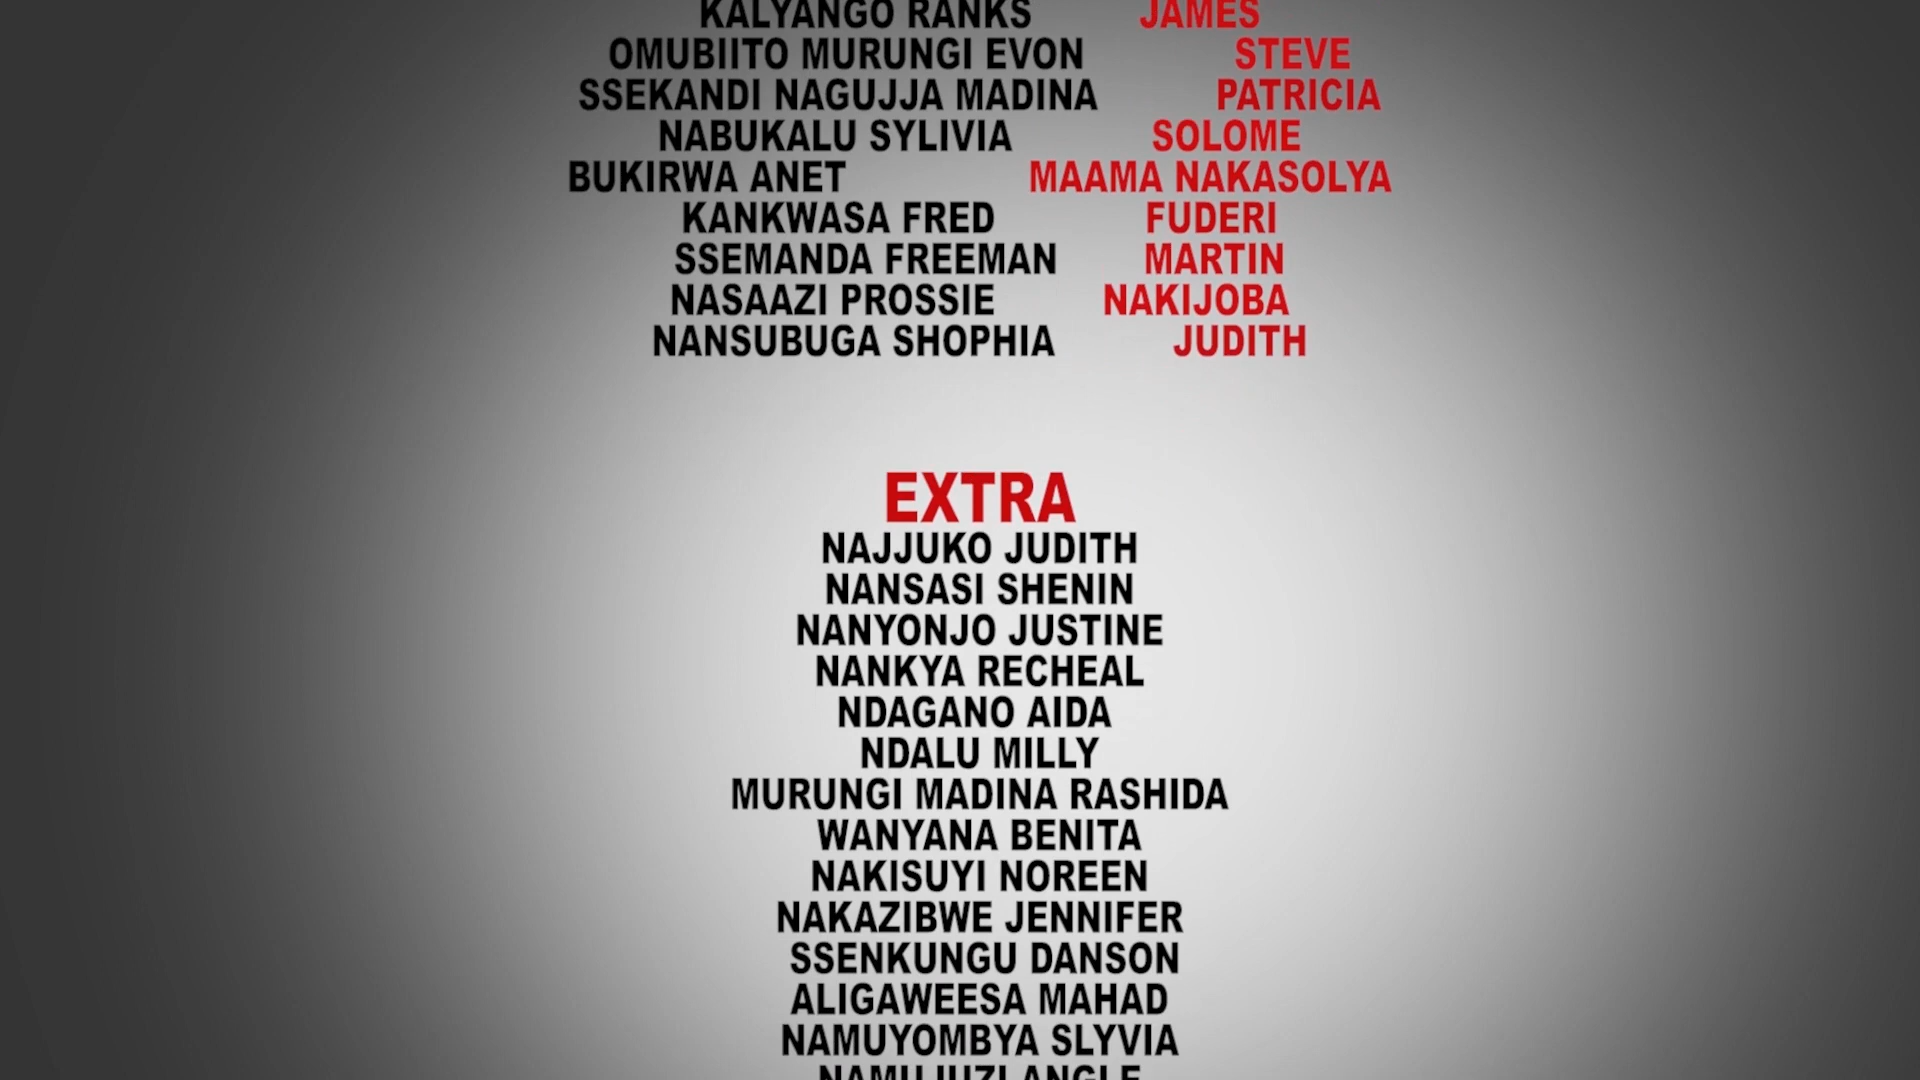 KALYANGO RANKS JAMES
OMUBIITO MURUNGI EVON STEVE
SSEKANDI NAGUJJA MADINA PATRICIA
NABUKALU SYLIVIA SOLOME
BUKIRWA ANET MAAMA NAKASOLYA
KANKWASA FRED FUDERI
SSEMANDA FREEMAN MARTIN
NASAAZI PROSSIE NAKIJOBA
NANSUBUGA SHOPHIA JUDITH
EXTRA
NAJJUKO JUDITH
NANSASI SHENIN
NANYONJO JUSTINE
NANKYA RECHEAL
NDAGANO AIDA
NDALU MILLY
MURUNGI MADINA RASHIDA
WANYANA BENITA
NAKISUYI NOREEN
NAKAZIBWE JENNIFER
SSENKUNGU DANSON
ALIGAWEESA MAHAD
NAMUYOMBYA SLYVIA